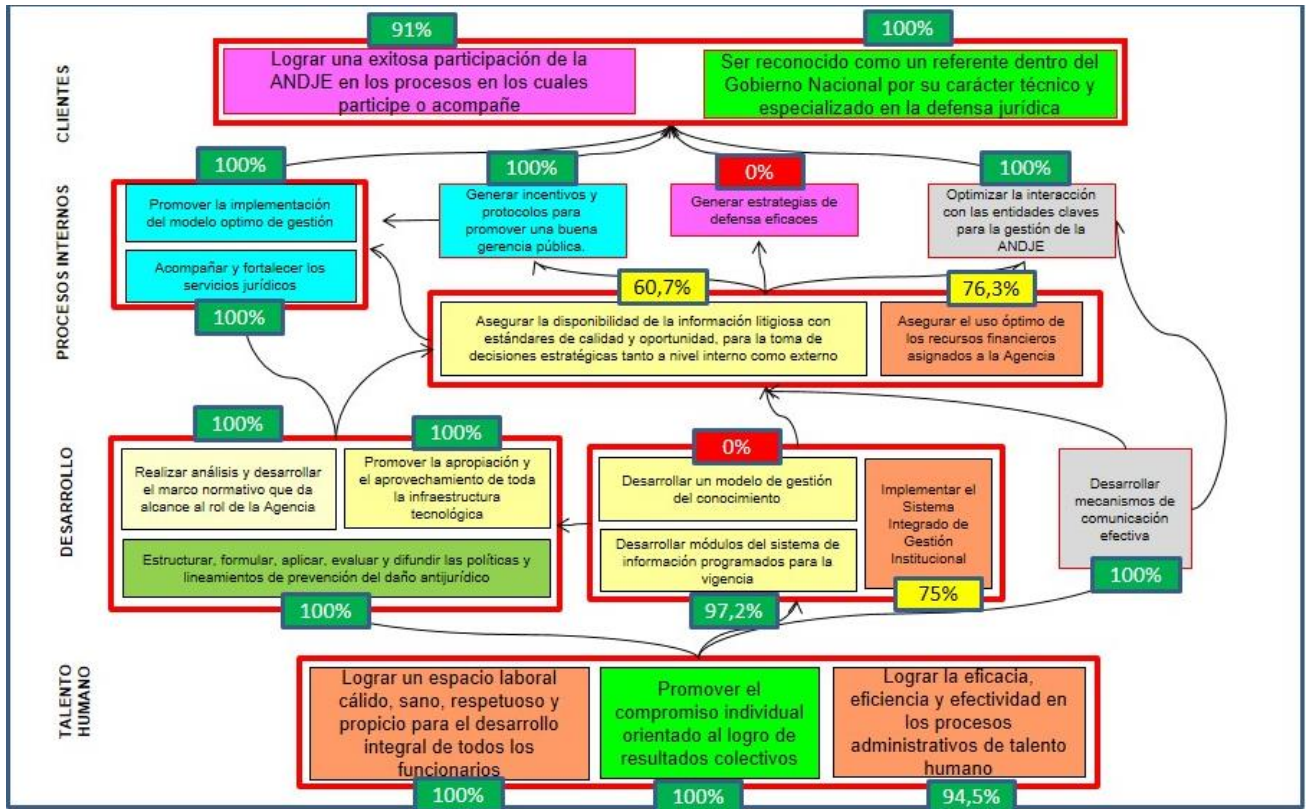 91%
100%
CLIENTES
Lograr una exitosa participación de la
ANDJE en los procesos en los cuales
participe o acompañe
Ser reconocido como un referente dentro del
Gobierno Nacional por su carácter técnico y
especializado en la defensa jurídica
PROCESOS INTERNOS
100%
100%
0%
100%
Promover la implementación
del modelo optimo de gestión
Acompañar y fortalecer los
servicios jurídicos
100%
Generar incentivos y
protocolos para
promover una buena
gerencia pública.
Generar estrategias de
defensa eficaces
Optimizar la interacción
con las entidades claves
para la gestión de la
ANDJE
60,7%
76,3%
Asegurar la disponibilidad de la información litigiosa con
estándares de calidad y oportunidad, para la toma de
decisiones estratégicas tanto a nivel interno como externo
Asegurar el uso óptimo de
los recursos financieros
asignados a la Agencia
DESARROLLO
100%
100%
Realizar análisis y desarrollar
el marco normativo que da
alcance al rol de la Agencia
Promover la apropiación y
el aprovechamiento de toda
la infraestructura
tecnológica
Estructurar, formular, aplicar, evaluar y difundir las políticas y
lineamientos de prevención del daño antijurídico
100%
0%
Desarrollar un modelo de gestión
del conocimiento
Desarrollar módulos del sistema de
información programados para la
vigencia
97,2%
Implementar el
Sistema
Integrado de
Gestión
Institucional
75%
Desarrollar
mecanismos de
comunicación
efectiva
100%
TALENTO
HUMANO
Lograr un espacio laboral
cálido, sano, respetuoso y
propicio para el desarrollo
integral de todos los
funcionarios
100%
Promover el
compromiso individual
orientado al logro de
resultados colectivos
100%
Lograr la eficacia,
eficiencia y efectividad en
los procesos
administrativos de talento
humano
94,5%